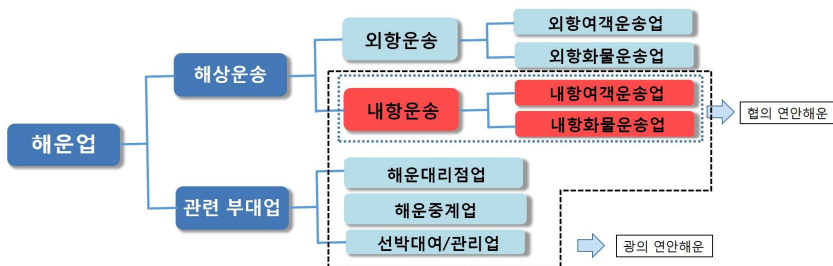 해운업
해상운송
외항운송
외항여객운송업
외항화물운송업
내항운송
내항여객운송업
내항화물운송업
협의 연안해운
관련 부대업
해운대리점업
해운중계업
선박대여/관리업
광의 연안해운